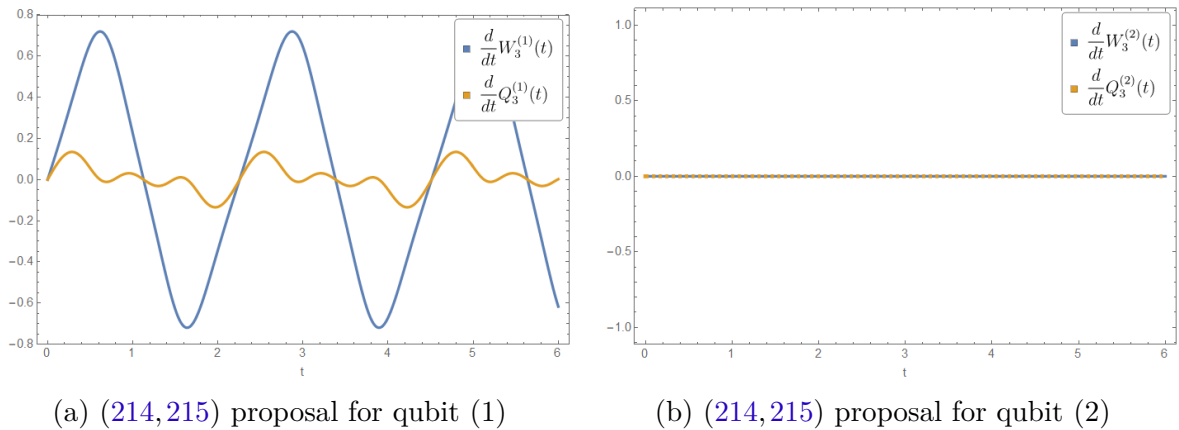 0.8
0.6
0.4
0.2
0.0
−0.2
−0.4
−0.6
−0.8
0 1 2 3 4 5 6
t
d/dt W_3^{(1)}(t)
d/dt Q_3^{(1)}(t)
1.0
0.5
0.0
−0.5
−1.0
0 1 2 3 4 5 6
t
d/dt W_3^{(2)}(t)
d/dt Q_3^{(2)}(t)
(a) (214,215) proposal for qubit (1)
(b) (214,215) proposal for qubit (2)